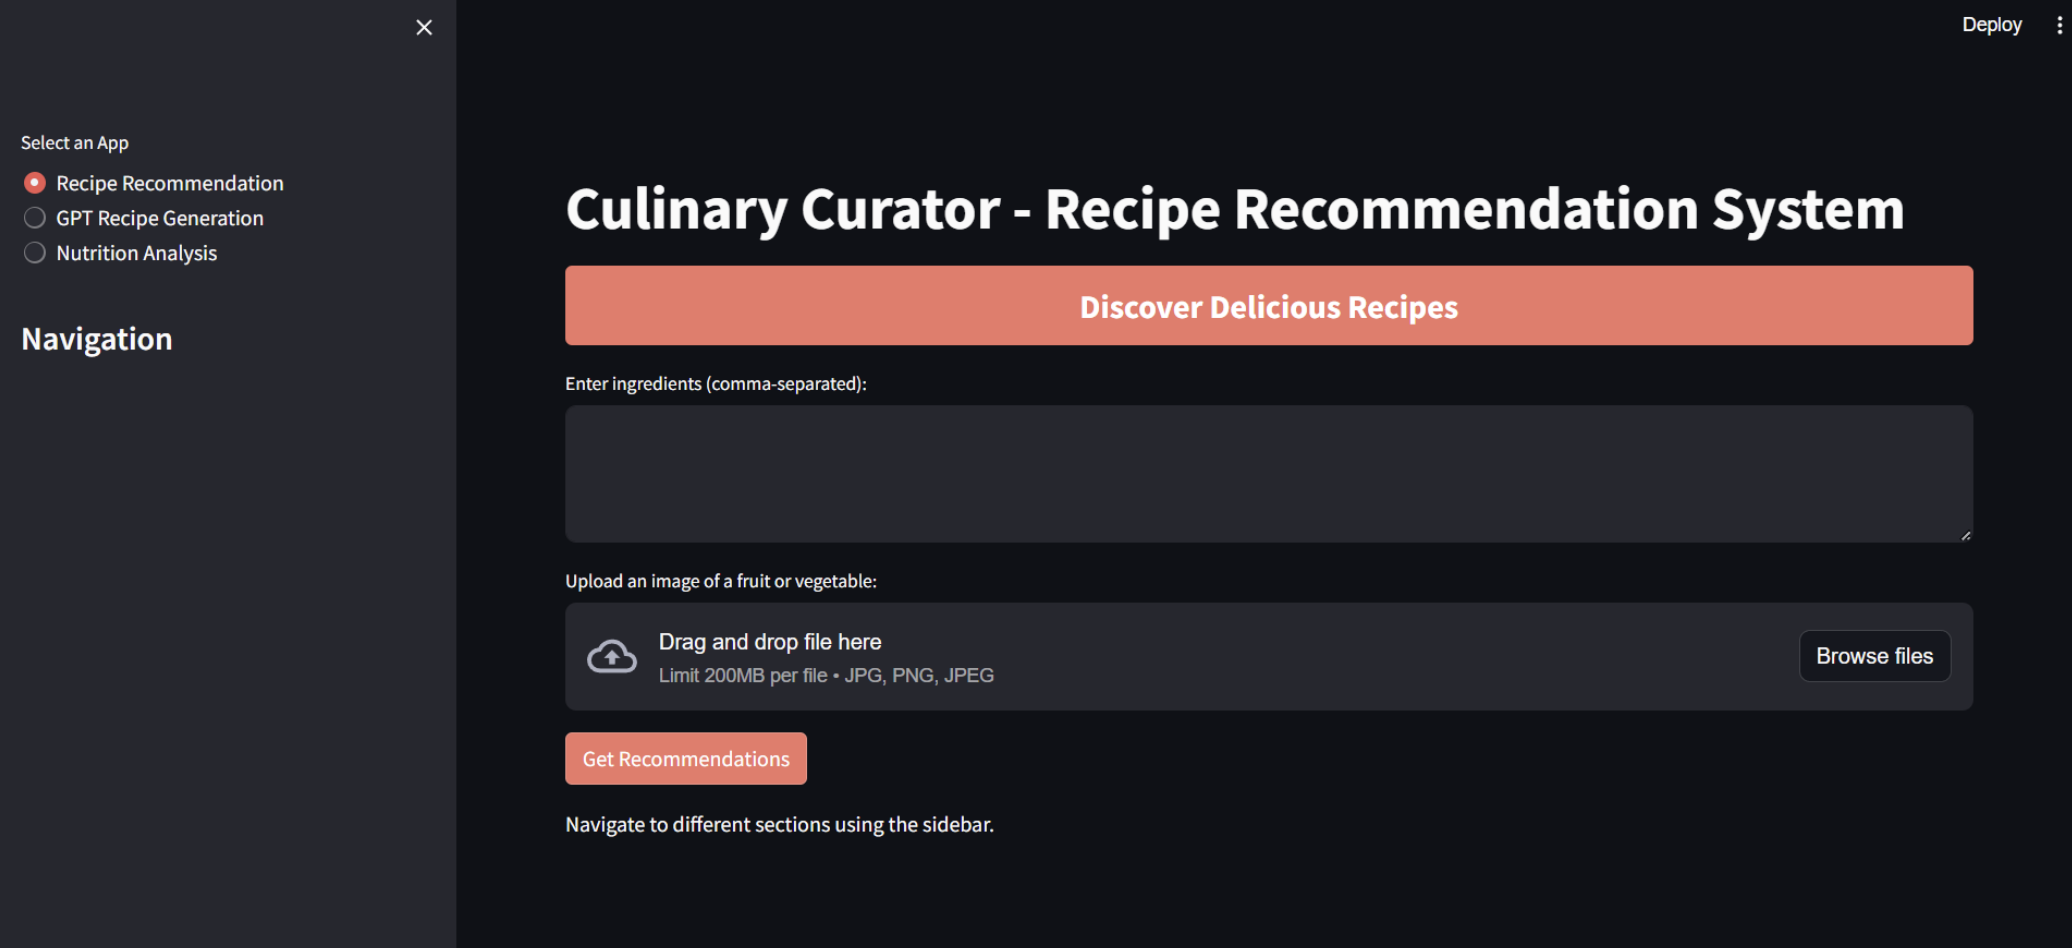 Deploy
Select an App
Recipe Recommendation
GPT Recipe Generation
Nutrition Analysis
Navigation
Culinary Curator - Recipe Recommendation System
Discover Delicious Recipes
Enter ingredients (comma-separated):
Upload an image of a fruit or vegetable:
Drag and drop file here
Limit 200MB per file • JPG, PNG, JPEG
Browse files
Get Recommendations
Navigate to different sections using the sidebar.